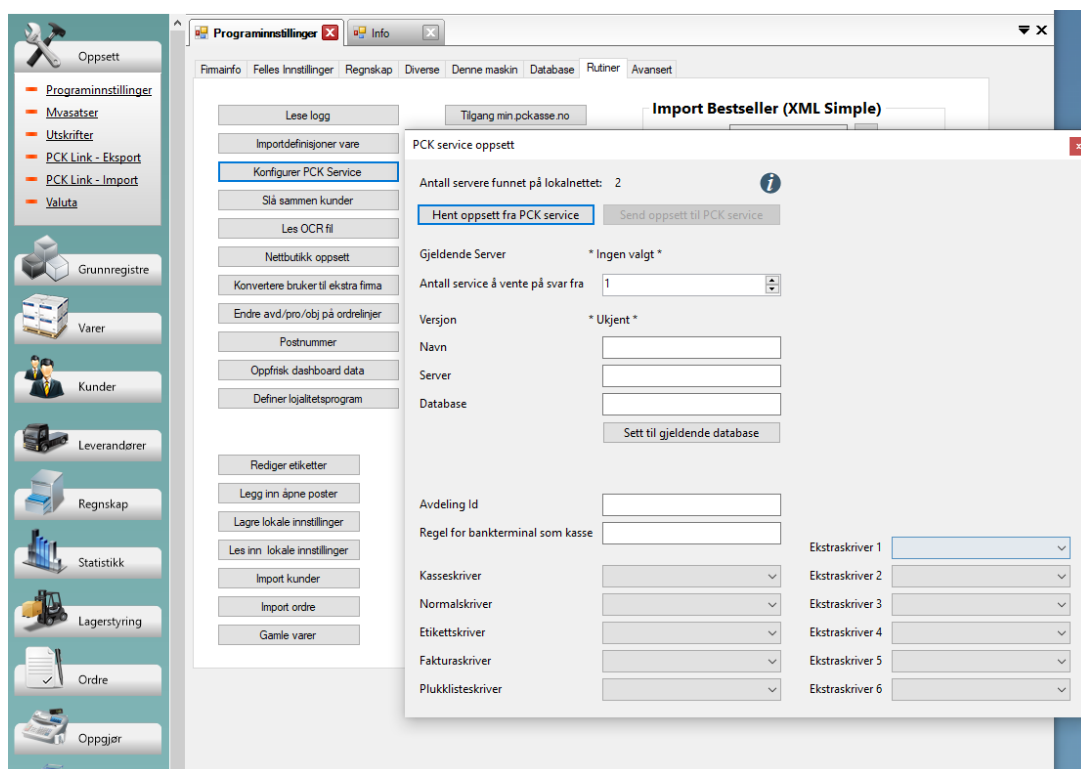 Programinnstillinger
Info
Oppsett
Programinnstillinger
Mvasatser
Utskrifter
PCK Link - Eksport
PCK Link - Import
Valuta
Grunnregistre
Varer
Kunder
Leverandører
Regnskap
Statistikk
Lagerstyring
Ordre
Oppgjør
Firmainfo Felles Innstillinger Regnskap Diverse Denne maskin Database Rutiner Avansert
Lese logg
Importdefinisjoner vare
Konfigurer PCK Service
Slå sammen kunder
Les OCR fil
Nettbutikk oppsett
Konvertere bruker til ekstra firma
Endre avd/pro/obj på ordrelinjer
Postnummer
Oppfrisk dashboard data
Definer lojalitetsprogram
Rediger etiketter
Legg inn åpne poster
Lagre lokale innstillinger
Les inn lokale innstillinger
Import kunder
Import ordre
Gamle varer
Tilgang min.pckasse.no
Import Bestseller (XML Simple)
PCK service oppsett
Antall servere funnet på lokalnettet: 2
Hent oppsett fra PCK service
Send oppsett til PCK service
Gjeldende Server * Ingen valgt *
Antall service å vente på svar fra 1
Versjon * Ukjent *
Navn
Server
Database
Sett til gjeldende database
Avdeling Id
Regel for bankterminal som kasse
Kasseskriver
Normalskriver
Etikettskriver
Fakturaskriver
Plukklisteskriver
Ekstraskriver 1
Ekstraskriver 2
Ekstraskriver 3
Ekstraskriver 4
Ekstraskriver 5
Ekstraskriver 6